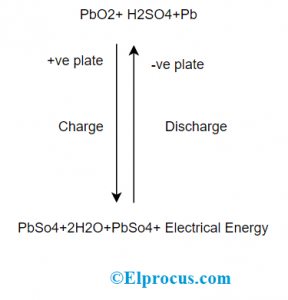 PbO2+ H2SO4+Pb
+ve plate
-ve plate
Charge
Discharge
PbSo4+2H2O+PbSo4+ Electrical Energy
©Elprocus.com